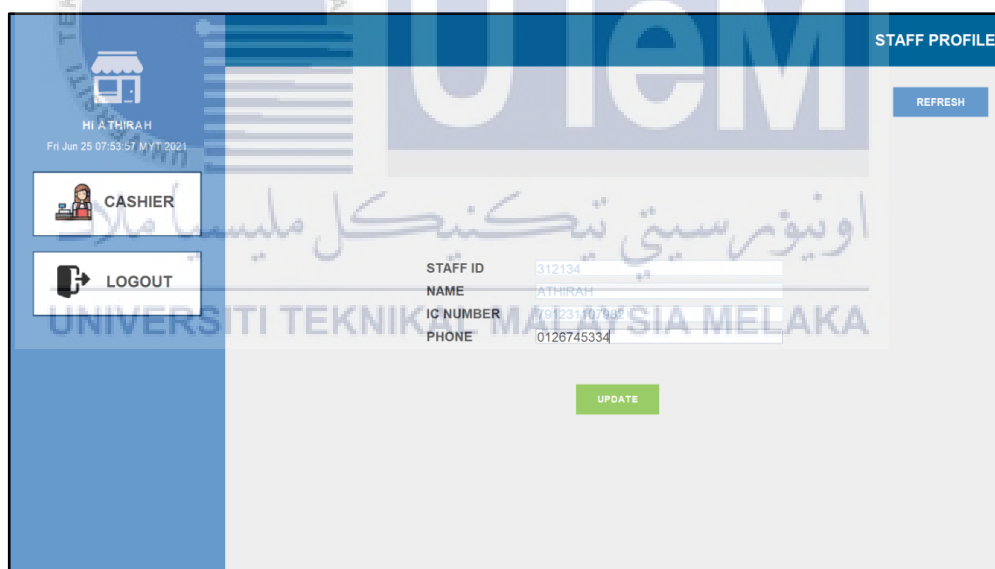 STAFF PROFILE
REFRESH
HI ATHIRAH
Fri Jun 25 07:53:57 MYT 2021
CASHIER
LOGOUT
UTeM
اونيۏرسيتي تيكنيكل مليسيا ملاك
UNIVERSITI TEKNIKAL MALAYSIA MELAKA
STAFF ID 312134
NAME ATHIRAH
IC NUMBER
PHONE 0126745334
UPDATE